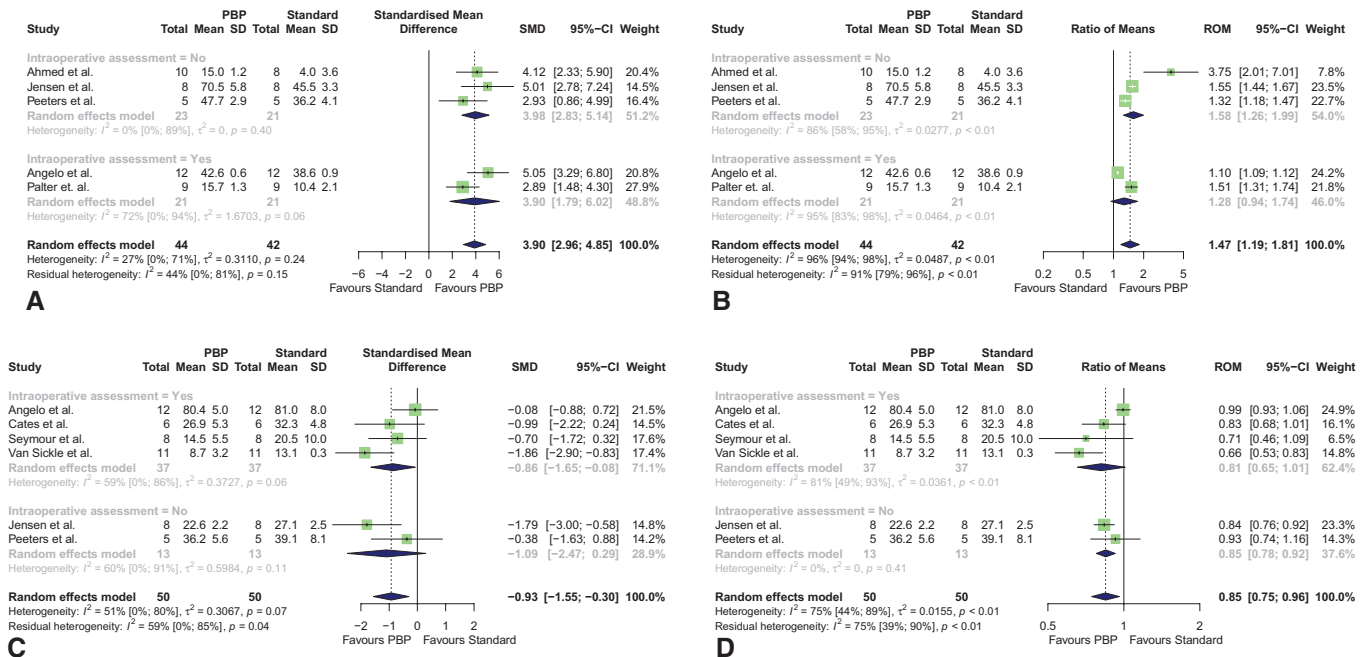 PBP Standard Standardised Mean
Study Total Mean SD Total Mean SD Difference SMD 95%−CI Weight
Intraoperative assessment = No
Ahmed et al. 10 15.0 1.2 8 4.0 3.6 4.12 [2.33; 5.90] 20.4%
Jensen et al. 8 70.5 5.8 8 45.5 3.3 5.01 [2.78; 7.24] 14.5%
Peeters et al. 5 47.7 2.9 5 36.2 4.1 2.93 [0.86; 4.99] 16.4%
Random effects model 23 21 3.98 [2.83; 5.14] 51.2%
Heterogeneity: I² = 0% [0%; 89%], τ² = 0, p = 0.40
Intraoperative assessment = Yes
Angelo et al. 12 42.6 0.6 12 38.6 0.9 5.05 [3.29; 6.80] 20.8%
Palter et. al. 9 15.7 1.3 9 10.4 2.1 2.89 [1.48; 4.30] 27.9%
Random effects model 21 21 3.90 [1.79; 6.02] 48.8%
Heterogeneity: I² = 72% [0%; 94%], τ² = 1.6703, p = 0.06
Random effects model 44 42 3.90 [2.96; 4.85] 100.0%
Heterogeneity: I² = 27% [0%; 71%], τ² = 0.3110, p = 0.24
Residual heterogeneity: I² = 44% [0%; 81%], p = 0.15
−6 −4 −2 0 2 4 6
Favours Standard Favours PBP
A
PBP Standard
Study Total Mean SD Total Mean SD Ratio of Means ROM 95%−CI Weight
Intraoperative assessment = No
Ahmed et al. 10 15.0 1.2 8 4.0 3.6 3.75 [2.01; 7.01] 7.8%
Jensen et al. 8 70.5 5.8 8 45.5 3.3 1.55 [1.44; 1.67] 23.5%
Peeters et al. 5 47.7 2.9 5 36.2 4.1 1.32 [1.18; 1.47] 22.7%
Random effects model 23 21 1.58 [1.26; 1.99] 54.0%
Heterogeneity: I² = 86% [58%; 95%], τ² = 0.0277, p < 0.01
Intraoperative assessment = Yes
Angelo et al. 12 42.6 0.6 12 38.6 0.9 1.10 [1.09; 1.12] 24.2%
Palter et. al. 9 15.7 1.3 9 10.4 2.1 1.51 [1.31; 1.74] 21.8%
Random effects model 21 21 1.28 [0.94; 1.74] 46.0%
Heterogeneity: I² = 95% [83%; 98%], τ² = 0.0464, p < 0.01
Random effects model 44 42 1.47 [1.19; 1.81] 100.0%
Heterogeneity: I² = 96% [94%; 98%], τ² = 0.0487, p < 0.01
Residual heterogeneity: I² = 91% [79%; 96%], p < 0.01
0.2 0.5 1 2 5
Favours Standard Favours PBP
B
PBP Standard Standardised Mean
Study Total Mean SD Total Mean SD Difference SMD 95%−CI Weight
Intraoperative assessment = Yes
Angelo et al. 12 80.4 5.0 12 81.0 8.0 −0.08 [−0.88; 0.72] 21.5%
Cates et al. 6 26.9 5.3 6 32.3 4.8 −0.99 [−2.22; 0.24] 14.5%
Seymour et al. 8 14.5 5.5 8 20.5 10.0 −0.70 [−1.72; 0.32] 17.6%
Van Sickle et al. 11 8.7 3.2 11 13.1 0.3 −1.86 [−2.90; −0.83] 17.4%
Random effects model 37 37 −0.86 [−1.65; −0.08] 71.1%
Heterogeneity: I² = 59% [0%; 86%], τ² = 0.3727, p = 0.06
Intraoperative assessment = No
Jensen et al. 8 22.6 2.2 8 27.1 2.5 −1.79 [−3.00; −0.58] 14.8%
Peeters et al. 5 36.2 5.6 5 39.1 8.1 −0.38 [−1.63; 0.88] 14.2%
Random effects model 13 13 −1.09 [−2.47; 0.29] 28.9%
Heterogeneity: I² = 60% [0%; 91%], τ² = 0.5984, p = 0.11
Random effects model 50 50 −0.93 [−1.55; −0.30] 100.0%
Heterogeneity: I² = 51% [0%; 80%], τ² = 0.3067, p = 0.07
Residual heterogeneity: I² = 59% [0%; 85%], p = 0.04
−2 −1 0 1 2
Favours PBP Favours Standard
C
PBP Standard
Study Total Mean SD Total Mean SD Ratio of Means ROM 95%−CI Weight
Intraoperative assessment = Yes
Angelo et al. 12 80.4 5.0 12 81.0 8.0 0.99 [0.93; 1.06] 24.9%
Cates et al. 6 26.9 5.3 6 32.3 4.8 0.83 [0.68; 1.01] 16.1%
Seymour et al. 8 14.5 5.5 8 20.5 10.0 0.71 [0.46; 1.09] 6.5%
Van Sickle et al. 11 8.7 3.2 11 13.1 0.3 0.66 [0.53; 0.83] 14.8%
Random effects model 37 37 0.81 [0.65; 1.01] 62.4%
Heterogeneity: I² = 81% [49%; 93%], τ² = 0.0361, p < 0.01
Intraoperative assessment = No
Jensen et al. 8 22.6 2.2 8 27.1 2.5 0.84 [0.76; 0.92] 23.3%
Peeters et al. 5 36.2 5.6 5 39.1 8.1 0.93 [0.74; 1.16] 14.3%
Random effects model 13 13 0.85 [0.78; 0.92] 37.6%
Heterogeneity: I² = 0%, τ² = 0, p = 0.41
Random effects model 50 50 0.85 [0.75; 0.96] 100.0%
Heterogeneity: I² = 75% [44%; 89%], τ² = 0.0155, p < 0.01
Residual heterogeneity: I² = 75% [39%; 90%], p < 0.01
0.5 1 2
Favours PBP Favours Standard
D